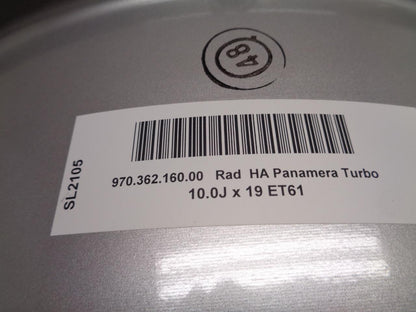 48
SL2105
970.362.160.00 Rad HA Panamera Turbo
10.0J x 19 ET61